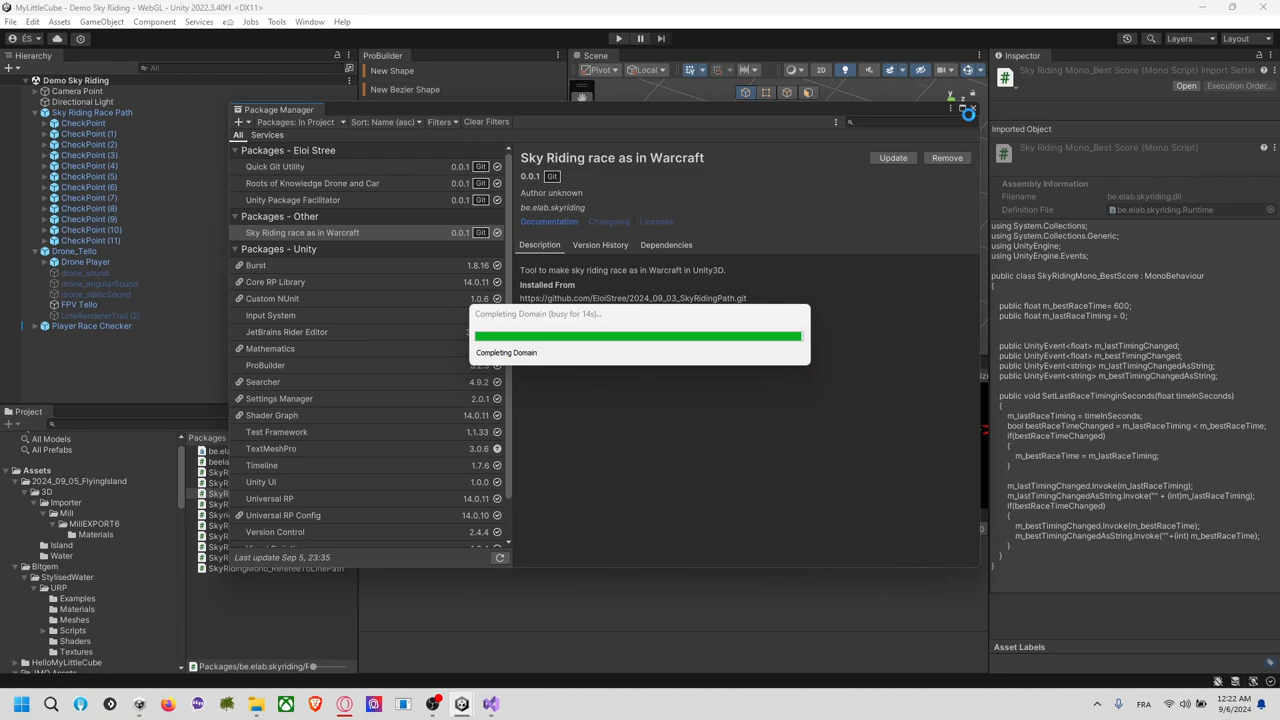 MyLittleCube - Demo Sky Riding - WebGL - Unity 2022.3.40f1 <DX11>
File Edit Assets GameObject Component Services Jobs Tools Window Help
ÉS
Layers Layout
Hierarchy
All
Demo Sky Riding
Camera Point
Directional Light
Sky Riding Race Path
CheckPoint
CheckPoint (1)
CheckPoint (2)
CheckPoint (3)
CheckPoint (4)
CheckPoint (5)
CheckPoint (6)
CheckPoint (7)
CheckPoint (8)
CheckPoint (9)
CheckPoint (10)
CheckPoint (11)
Drone_Tello
Drone Player
drone_sound
drone_angularSound
drone_staticSound
FPV Tello
LineRendererTrail (2)
Player Race Checker
ProBuilder
New Shape
New Bezier Shape
Scene
Pivot Local 2D
y
Package Manager
Packages: In Project Sort: Name (asc) Filters Clear Filters
All Services
Packages - Eloi Stree
Quick Git Utility 0.0.1 Git
Roots of Knowledge Drone and Car 0.0.1 Git
Unity Package Facilitator 0.0.1 Git
Packages - Other
Sky Riding race as in Warcraft 0.0.1 Git
Packages - Unity
Burst 1.8.16
Core RP Library 14.0.11
Custom NUnit 1.0.6
Input System
JetBrains Rider Editor
Mathematics
ProBuilder
Searcher 4.9.2
Settings Manager 2.0.1
Shader Graph 14.0.11
Test Framework 1.1.33
TextMeshPro 3.0.6
Timeline 1.7.6
Unity UI 1.0.0
Universal RP 14.0.11
Universal RP Config 14.0.10
Version Control 2.4.4
Last update Sep 5, 23:35
Sky Riding race as in Warcraft
Update Remove
0.0.1 Git
Author unknown
be.elab.skyriding
Documentation Changelog Licenses
Description Version History Dependencies
Tool to make sky riding race as in Warcraft in Unity3D.
Installed From
https://github.com/EloiStree/2024_09_03_SkyRidingPath.git
Completing Domain (busy for 14s)...
Completing Domain
Inspector
Sky Riding Mono_Best Score (Mono Script) Import Settin
Open Execution Order...
Imported Object
Sky Riding Mono_Best Score (Mono Script)
Assembly Information
Filename be.elab.skyriding.dll
Definition File be.elab.skyriding.Runtime
using System.Collections;
using System.Collections.Generic;
using UnityEngine;
using UnityEngine.Events;
public class SkyRidingMono_BestScore : MonoBehaviour
{
public float m_bestRaceTime= 600;
public float m_lastRaceTiming = 0;
public UnityEvent<float> m_lastTimingChanged;
public UnityEvent<float> m_bestTimingChanged;
public UnityEvent<string> m_lastTimingChangedAsString;
public UnityEvent<string> m_bestTimingChangedAsString;
public void SetLastRaceTiminginSeconds(float timeInSeconds)
{
m_lastRaceTiming = timeInSeconds;
bool bestRaceTimeChanged = m_lastRaceTiming < m_bestRaceTime;
if(bestRaceTimeChanged)
{
m_bestRaceTime = m_lastRaceTiming;
}
m_lastTimingChanged.Invoke(m_lastRaceTiming);
m_lastTimingChangedAsString.Invoke("" + (int)m_lastRaceTiming);
if(bestRaceTimeChanged)
{
m_bestTimingChanged.Invoke(m_bestRaceTime);
m_bestTimingChangedAsString.Invoke(""+(int) m_bestRaceTime);
}
}
}
Asset Labels
Project
All Models
All Prefabs
Assets
2024_09_05_FlyingIsland
3D
Importer
Mill
MillEXPORT6
Materials
Island
Water
Bitgem
StylisedWater
URP
Examples
Materials
Meshes
Scripts
Shaders
Textures
HelloMyLittleCube
Packages
SkyRidingMono_RefereeToLinePath
Packages/be.elab.skyriding/R
FRA
12:22 AM
9/6/2024